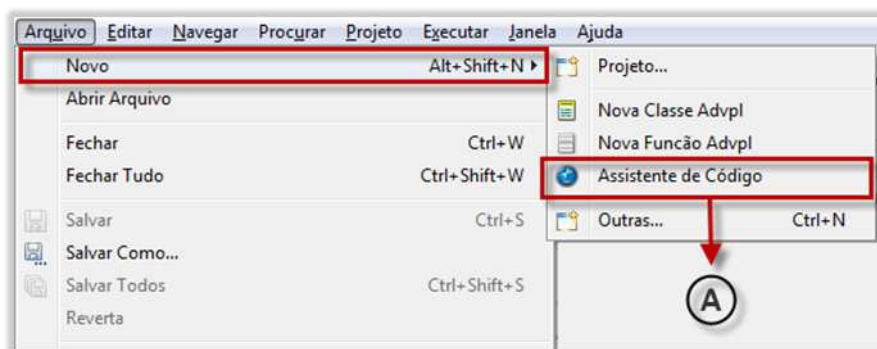 Arquivo Editar Navegar Procurar Projeto Executar Janela Ajuda
Novo Alt+Shift+N
Abrir Arquivo
Fechar Ctrl+W
Fechar Tudo Ctrl+Shift+W
Salvar Ctrl+S
Salvar Como...
Salvar Todos Ctrl+Shift+S
Reverta
Projeto...
Nova Classe Advpl
Nova Funcão Advpl
Assistente de Código
Outras... Ctrl+N
A